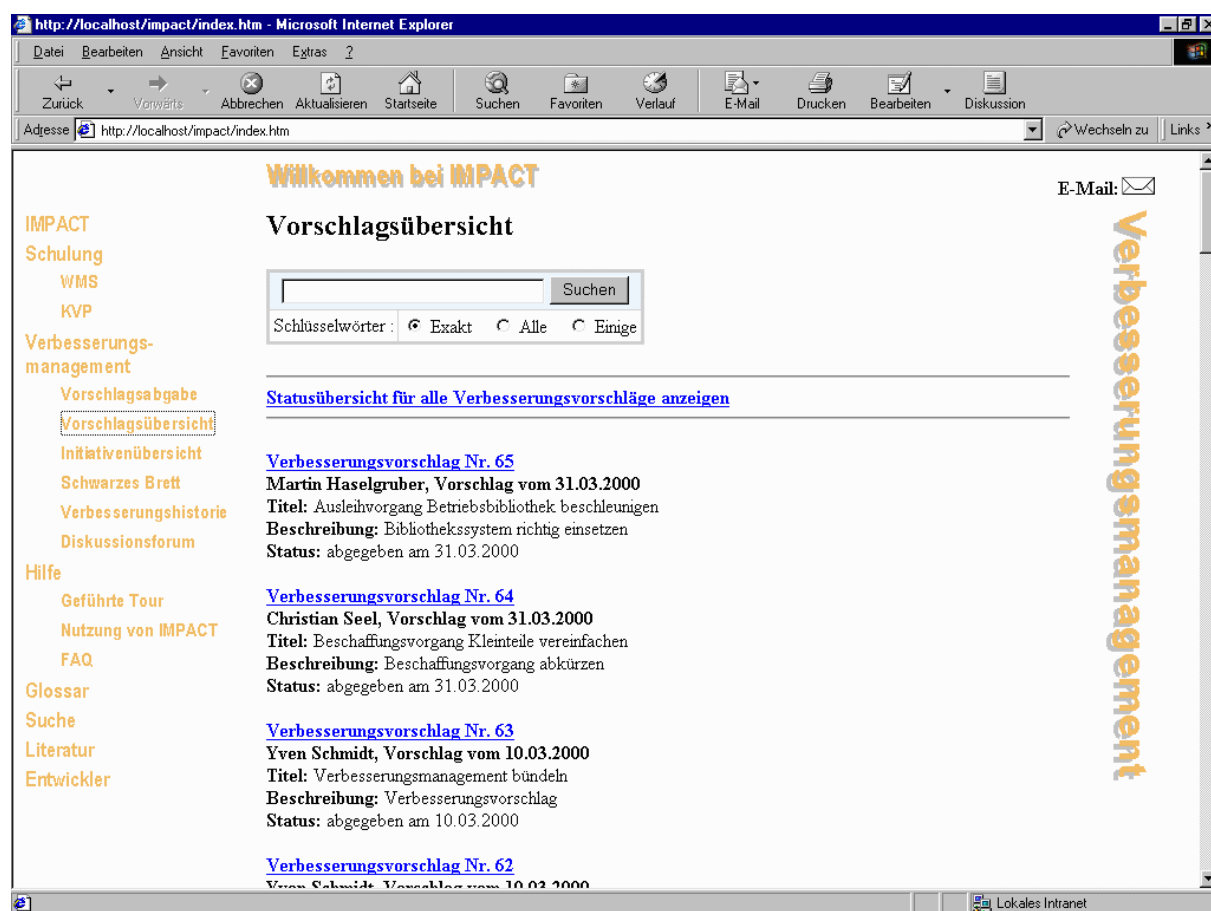 http://localhost/impact/index.htm - Microsoft Internet Explorer
Datei Bearbeiten Ansicht Favoriten Extras ?
Zurück Vorwärts Abbrechen Aktualisieren Startseite Suchen Favoriten Verlauf E-Mail Drucken Bearbeiten Diskussion
Adresse http://localhost/impact/index.htm Wechseln zu Links
Willkommen bei IMPACT
E-Mail:
IMPACT
Schulung
WMS
KVP
Verbesserungs-
management
Vorschlagsabgabe
Vorschlagsübersicht
Initiativenübersicht
Schwarzes Brett
Verbesserungshistorie
Diskussionsforum
Hilfe
Geführte Tour
Nutzung von IMPACT
FAQ
Glossar
Suche
Literatur
Entwickler
Vorschlagsübersicht
Suchen
Schlüsselwörter : Exakt Alle Einige
Statusübersicht für alle Verbesserungsvorschläge anzeigen
Verbesserungsvorschlag Nr. 65
Martin Haselgruber, Vorschlag vom 31.03.2000
Titel: Ausleihvorgang Betriebsbibliothek beschleunigen
Beschreibung: Bibliothekssystem richtig einsetzen
Status: abgegeben am 31.03.2000
Verbesserungsvorschlag Nr. 64
Christian Seel, Vorschlag vom 31.03.2000
Titel: Beschaffungsvorgang Kleinteile vereinfachen
Beschreibung: Beschaffungsvorgang abkürzen
Status: abgegeben am 31.03.2000
Verbesserungsvorschlag Nr. 63
Yven Schmidt, Vorschlag vom 10.03.2000
Titel: Verbesserungsmanagement bündeln
Beschreibung: Verbesserungsvorschlag
Status: abgegeben am 10.03.2000
Verbesserungsvorschlag Nr. 62
Yven Schmidt, Vorschlag vom 10.03.2000
Verbesserungsmanagement
Lokales Intranet